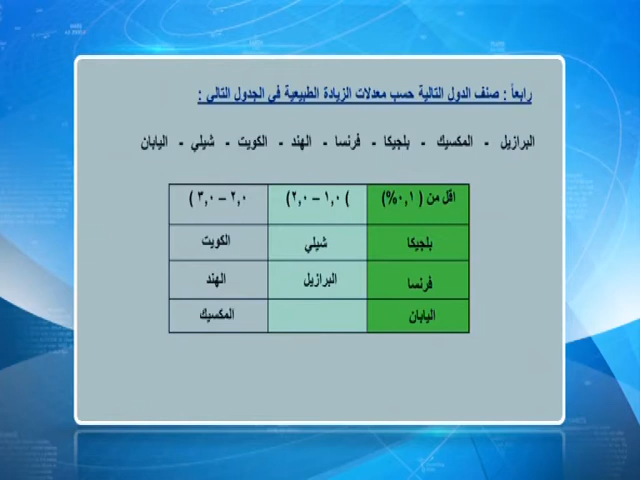 رابعاً : صنف الدول التالية حسب معدلات الزيادة الطبيعية في الجدول التالي :
البرازيل - المكسيك - بلجيكا - فرنسا - الهند - الكويت - شيلي - اليابان
اقل من ( ٠,١%) ) ١,٠ – ٢,٠) ٢,٠ – ٣,٠ )
بلجيكا شيلي الكويت
فرنسا البرازيل الهند
اليابان المكسيك